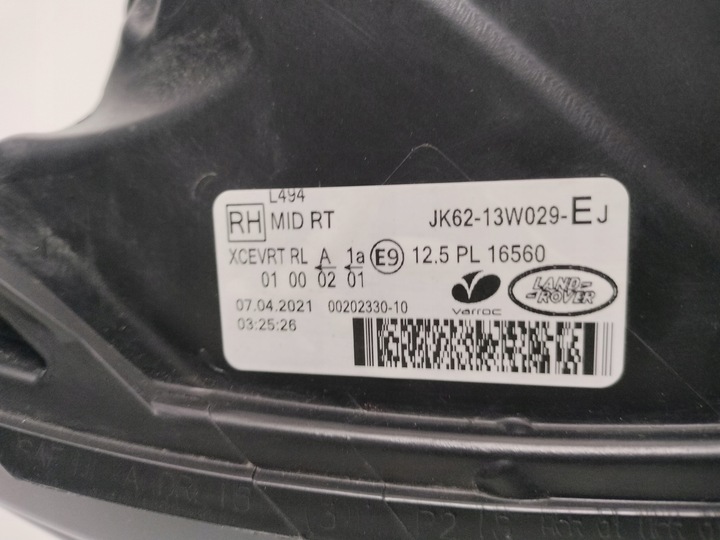 L494
RH MID RT JK62-13W029-EJ
XCEVRT RL A 1a E9 12.5 PL 16560
01 00 02 01
07.04.2021 00202330-10
03:25:26
varroc
LAND
ROVER